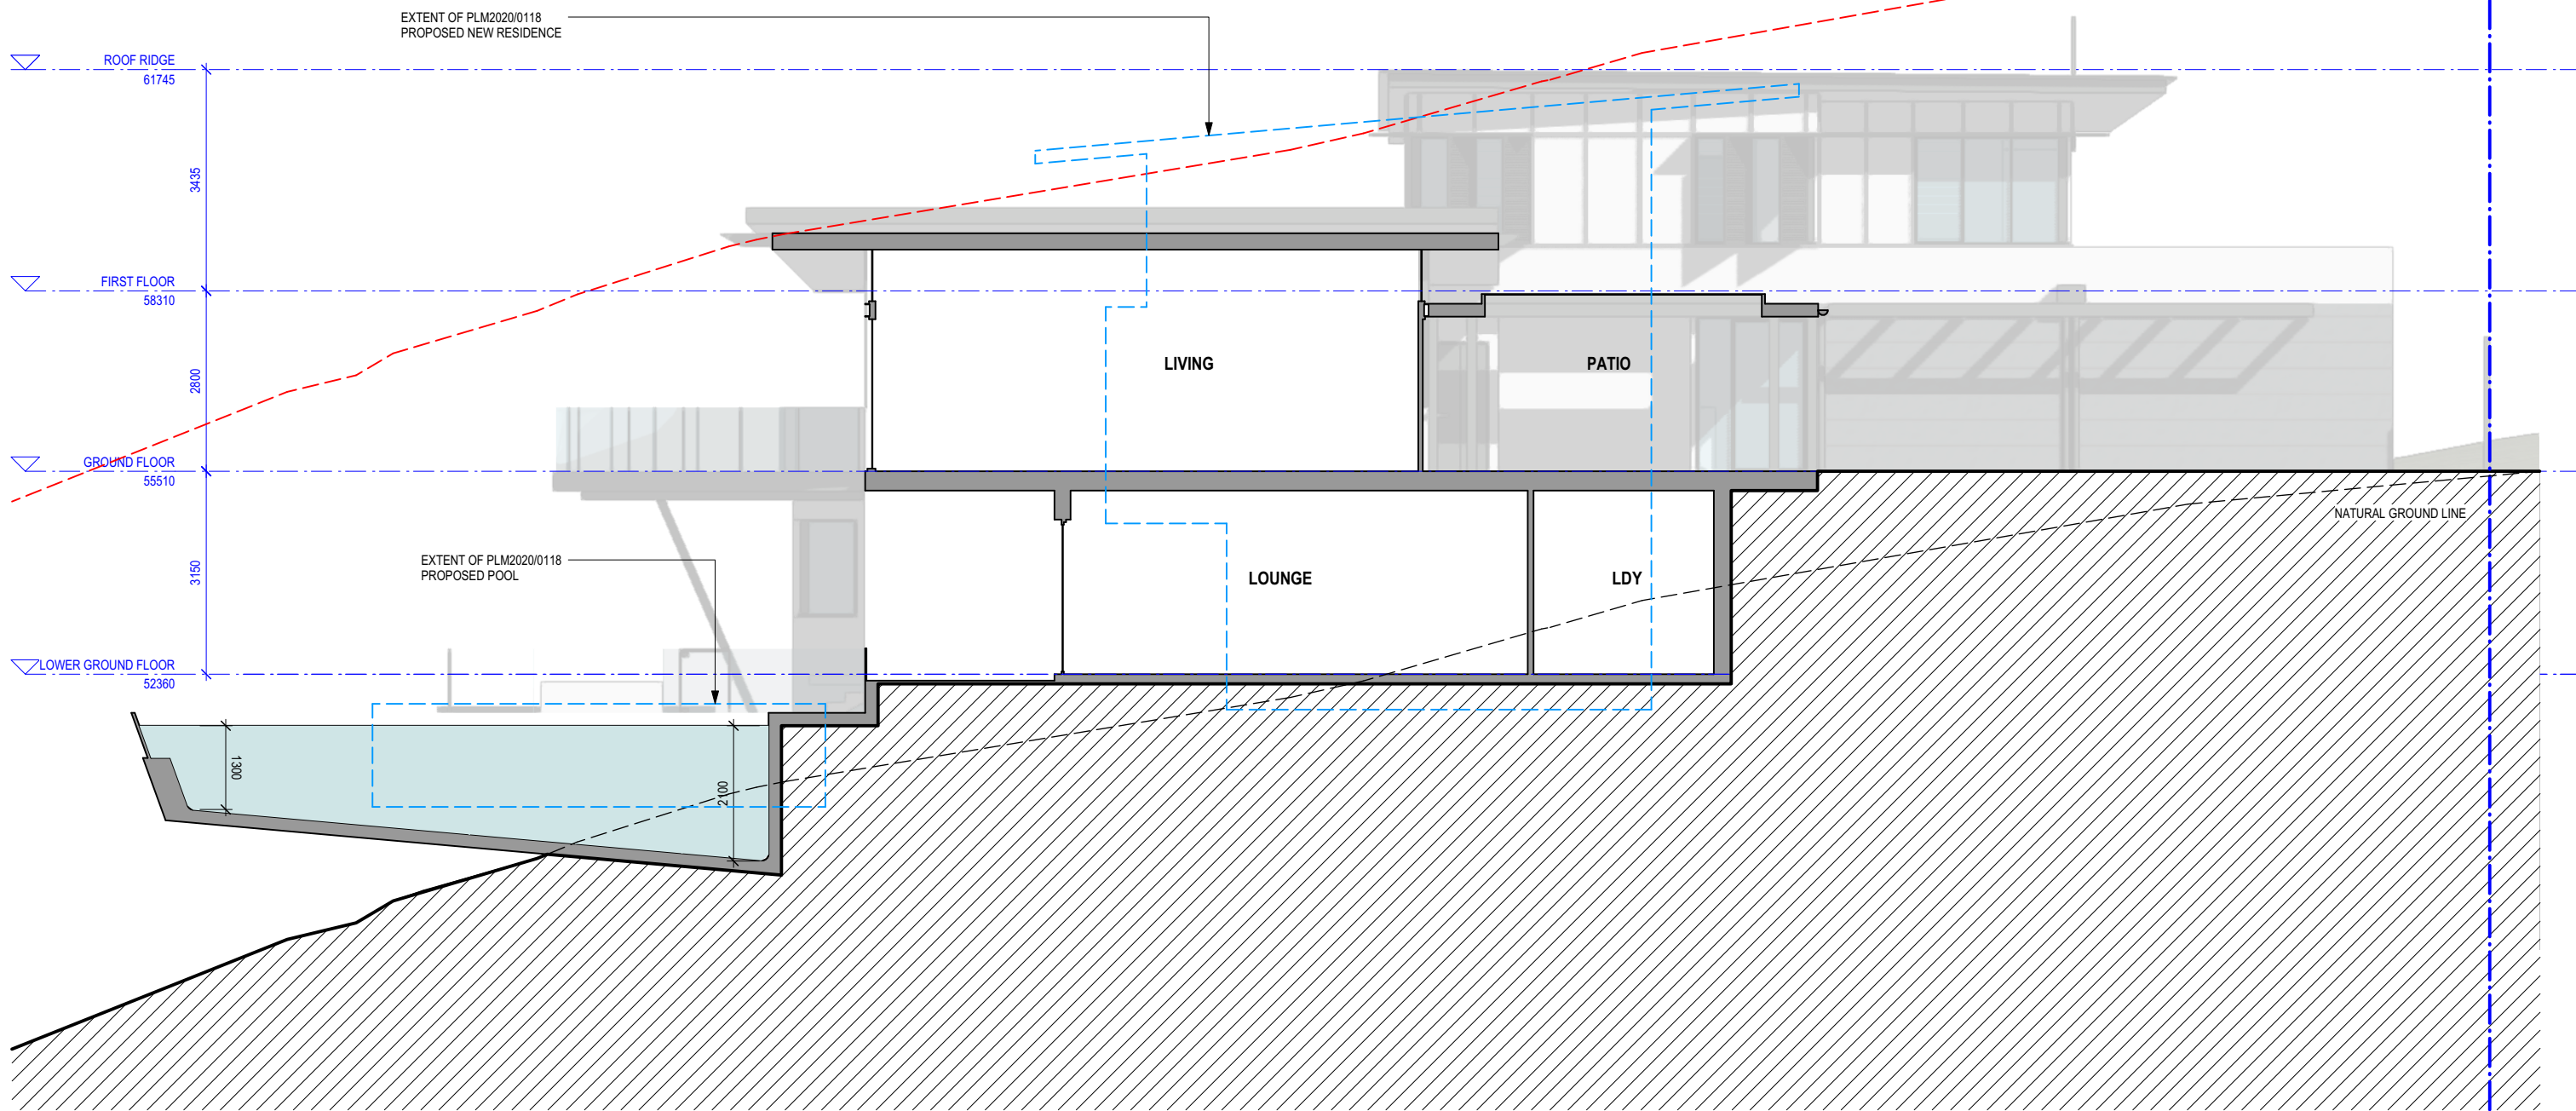 EXTENT OF PLM2020/0118
PROPOSED NEW RESIDENCE
ROOF RIDGE
61745
3435
FIRST FLOOR
58310
2800
LIVING
PATIO
GROUND FLOOR
55510
NATURAL GROUND LINE
EXTENT OF PLM2020/0118
PROPOSED POOL
3150
LOUNGE
LDY
LOWER GROUND FLOOR
52360
1300
2100